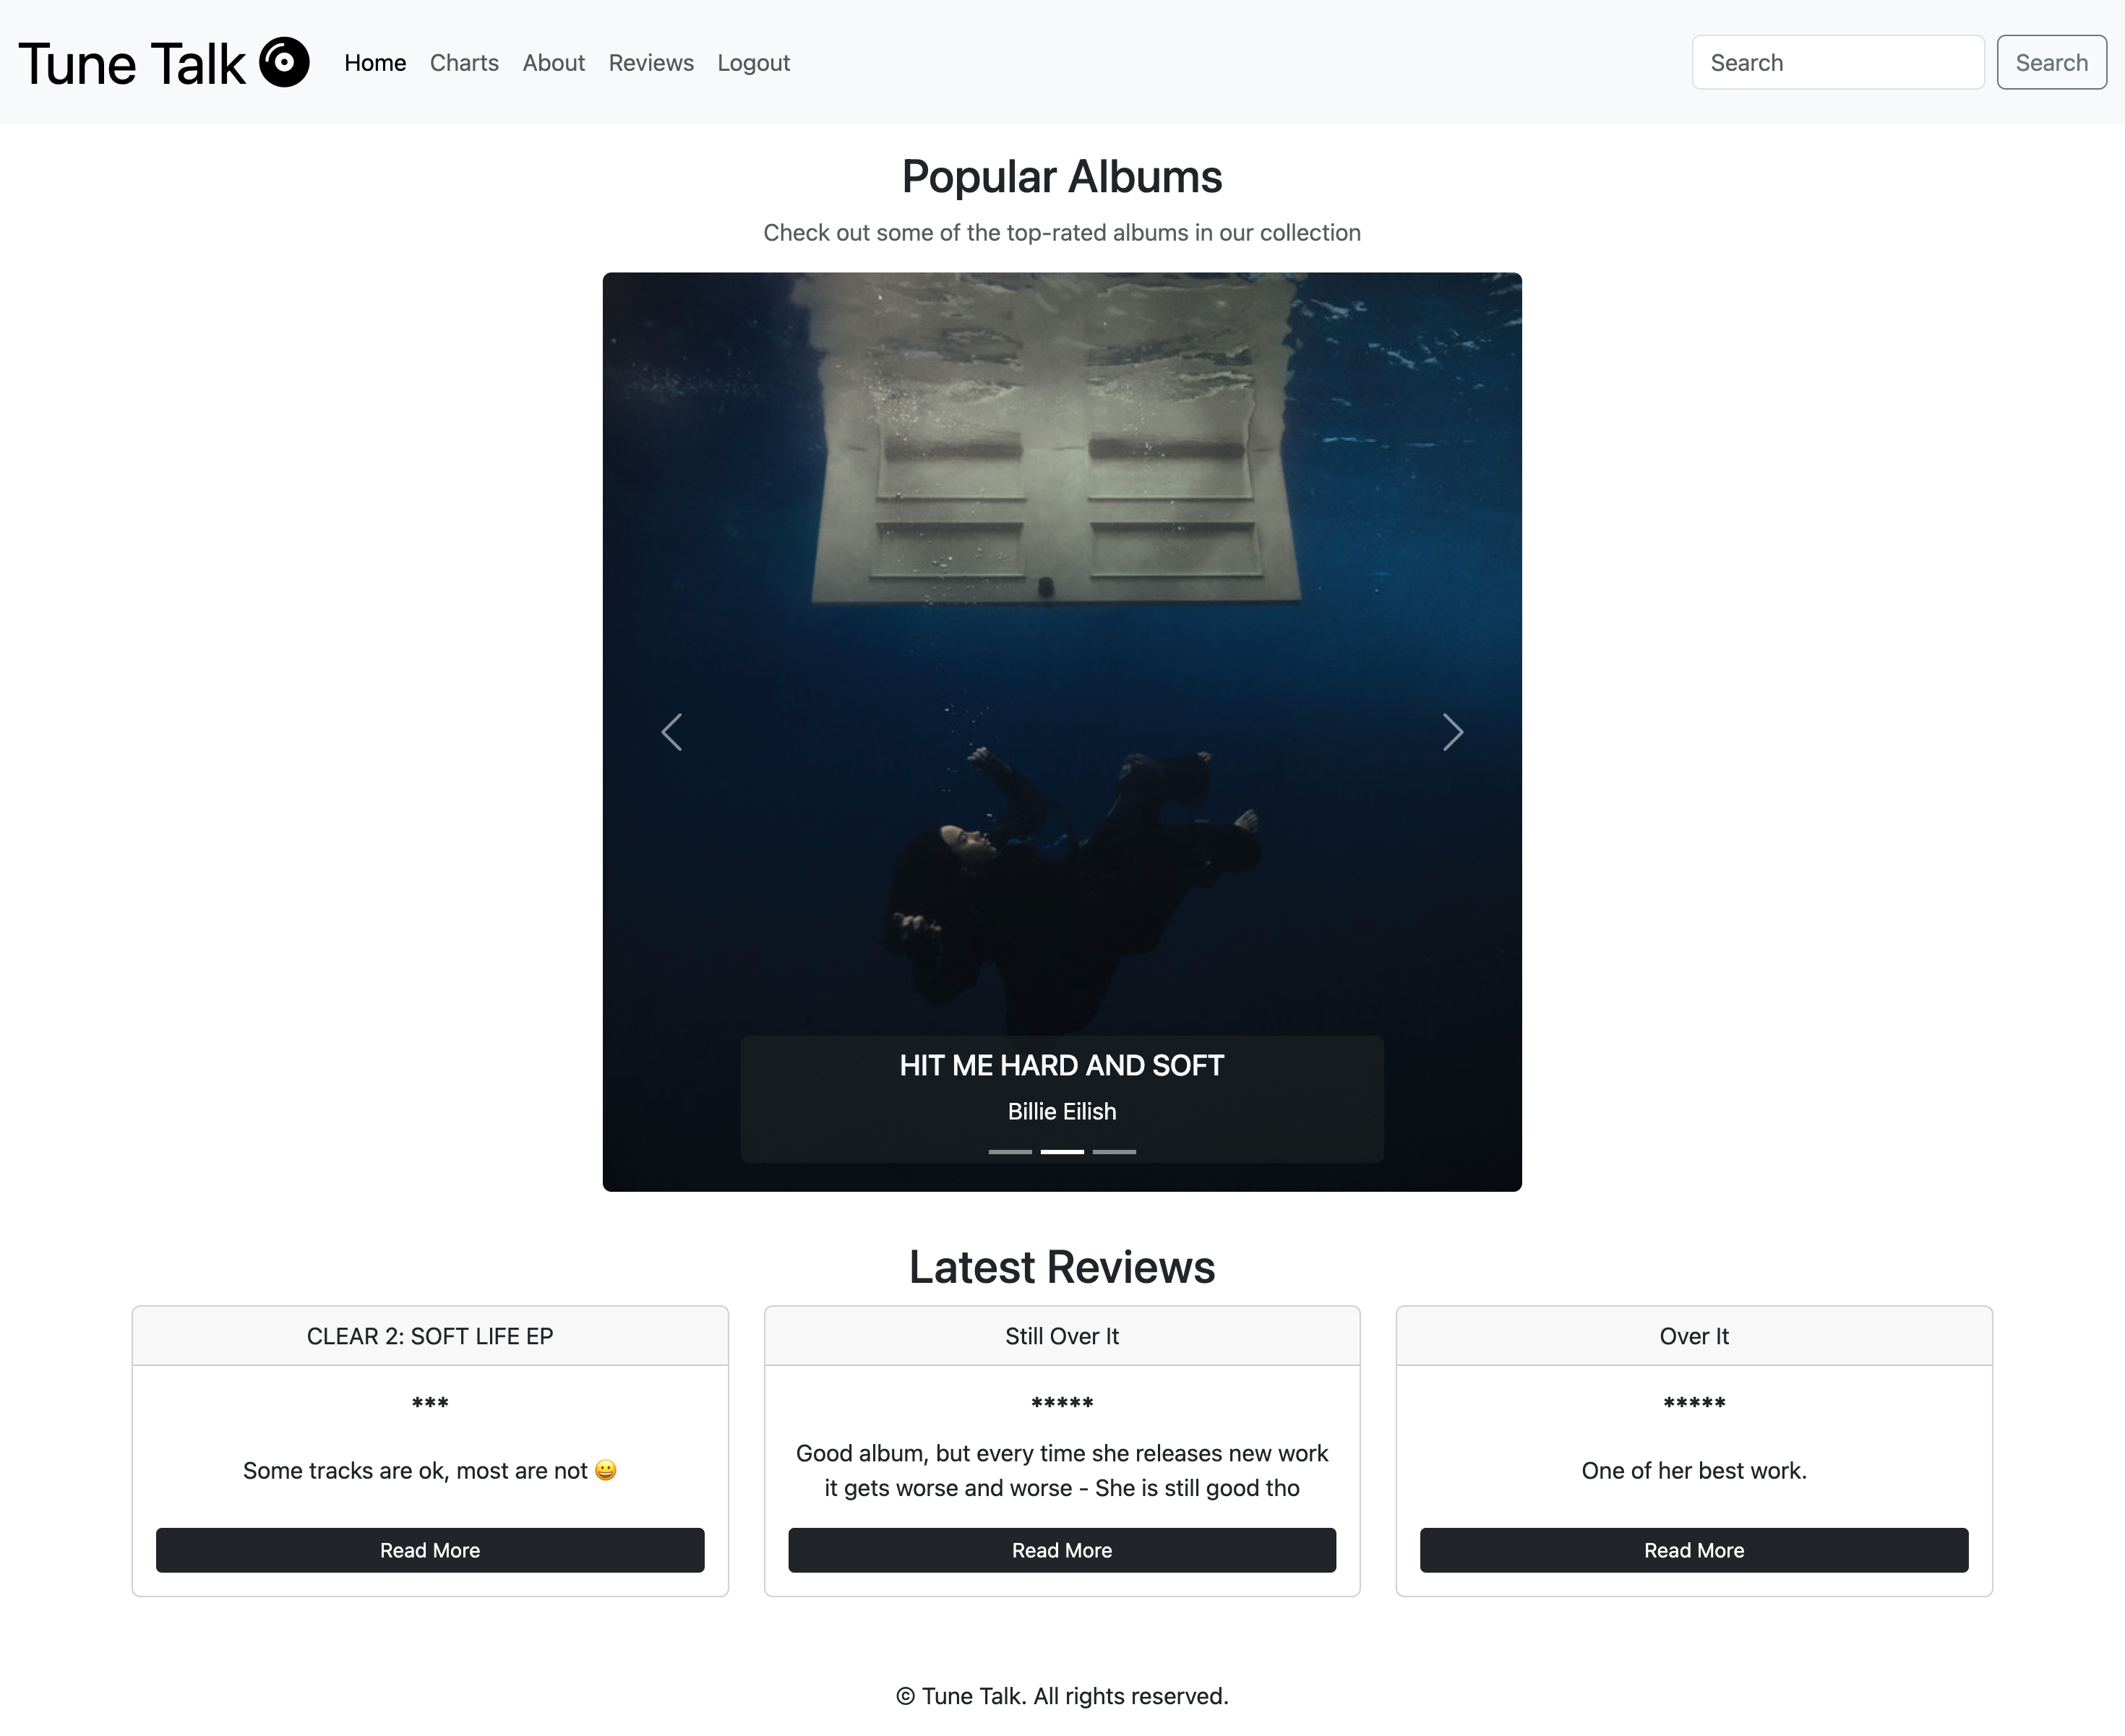 Tune Talk
Home Charts About Reviews Logout
Search Search
Popular Albums
Check out some of the top-rated albums in our collection
HIT ME HARD AND SOFT
Billie Eilish
Latest Reviews
CLEAR 2: SOFT LIFE EP
***
Some tracks are ok, most are not 😀
Read More
Still Over It
*****
Good album, but every time she releases new work
it gets worse and worse - She is still good tho
Read More
Over It
*****
One of her best work.
Read More
© Tune Talk. All rights reserved.